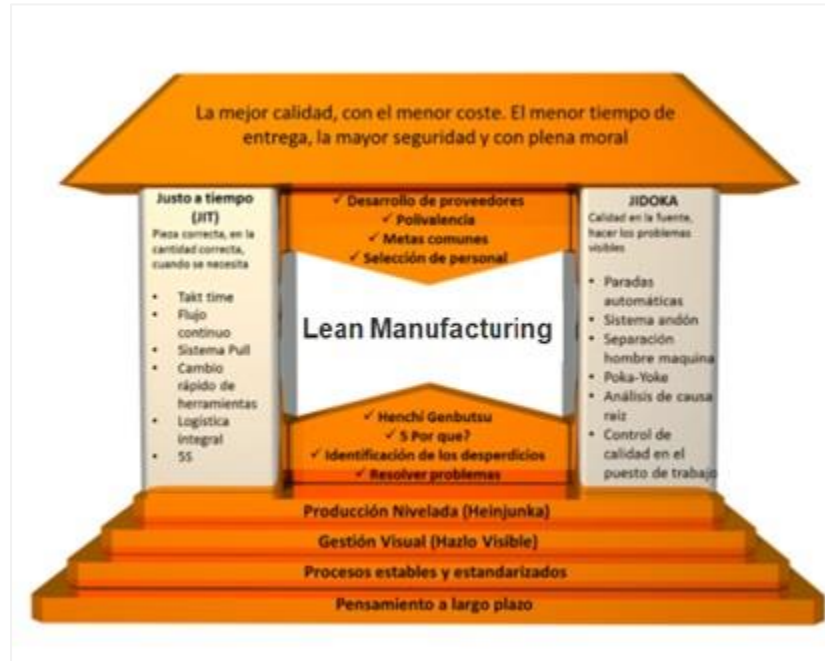 La mejor calidad, con el menor coste. El menor tiempo de
entrega, la mayor seguridad y con plena moral
Justo a tiempo
(JIT)
Pieza correcta, en la
cantidad correcta,
cuando se necesita
• Takt time
• Flujo
continuo
• Sistema Pull
• Cambio
rápido de
herramientas
• Logística
integral
• 5S
✓ Desarrollo de proveedores
✓ Polivalencia
✓ Metas comunes
✓ Selección de personal
Lean Manufacturing
✓ Henchi Genbutsu
✓ 5 Por que?
✓ Identificación de los desperdicios
✓ Resolver problemas
JIDOKA
Calidad en la fuente,
hacer los problemas
visibles
• Paradas
automáticas
• Sistema andón
• Separación
hombre maquina
• Poka-Yoke
• Análisis de causa
raíz
• Control de
calidad en el
puesto de trabajo
Producción Nivelada (Heinjunka)
Gestión Visual (Hazlo Visible)
Procesos estables y estandarizados
Pensamiento a largo plazo